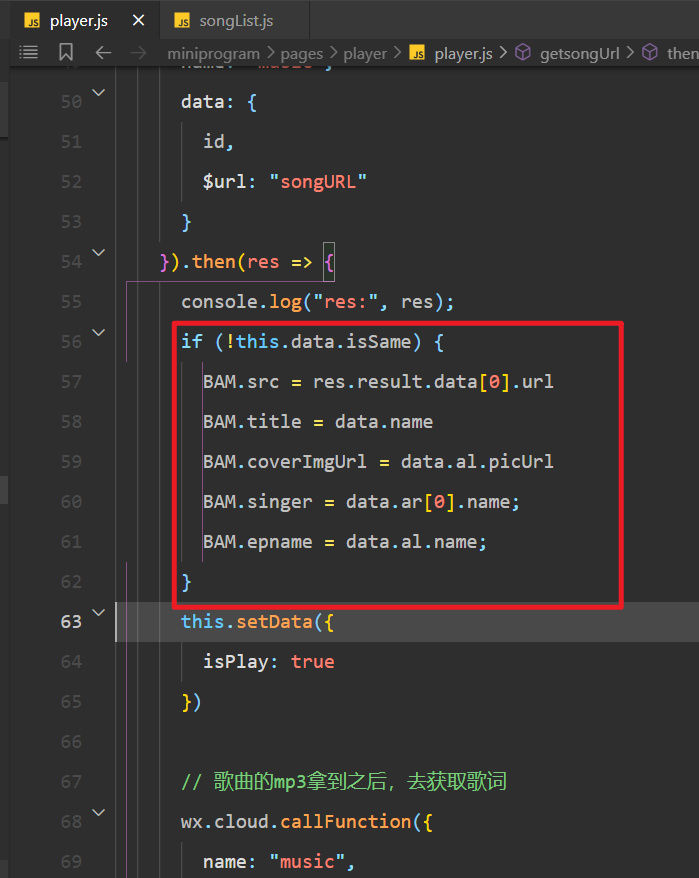 JS player.js × JS songList.js
miniprogram > pages > player > JS player.js > getsongUrl > then
name: "music",
50 data: {
51 id,
52 $url: "songURL"
53 }
54 }).then(res => {
55 console.log("res:", res);
56 if (!this.data.isSame) {
57 BAM.src = res.result.data[0].url
58 BAM.title = data.name
59 BAM.coverImgUrl = data.al.picUrl
60 BAM.singer = data.ar[0].name;
61 BAM.epname = data.al.name;
62 }
63 this.setData({
64 isPlay: true
65 })
66
67 // 歌曲的mp3拿到之后，去获取歌词
68 wx.cloud.callFunction({
69 name: "music",